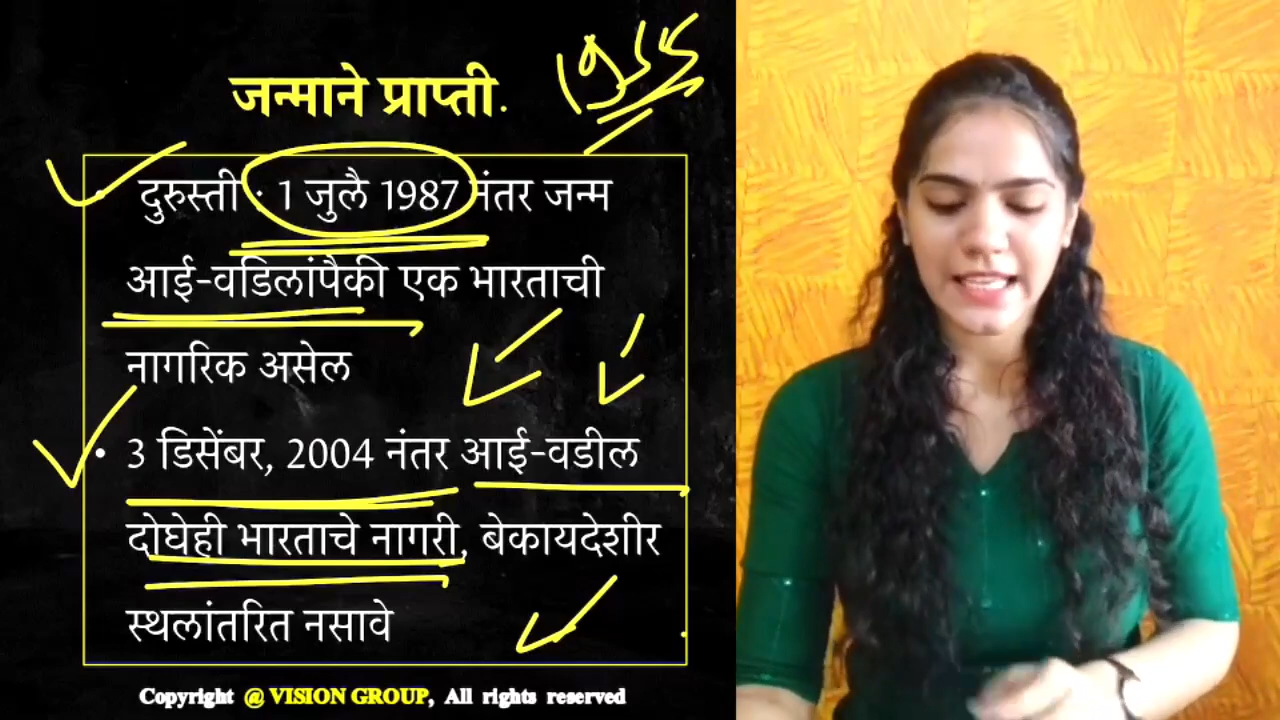 जन्माने प्राप्ती.
1955
• दुरुस्ती : 1 जुलै 1987 नंतर जन्म
आई-वडिलांपैकी एक भारताची
नागरिक असेल
• 3 डिसेंबर, 2004 नंतर आई-वडील
दोघेही भारताचे नागरी, बेकायदेशीर
स्थलांतरित नसावे
Copyright @ VISION GROUP, All rights reserved